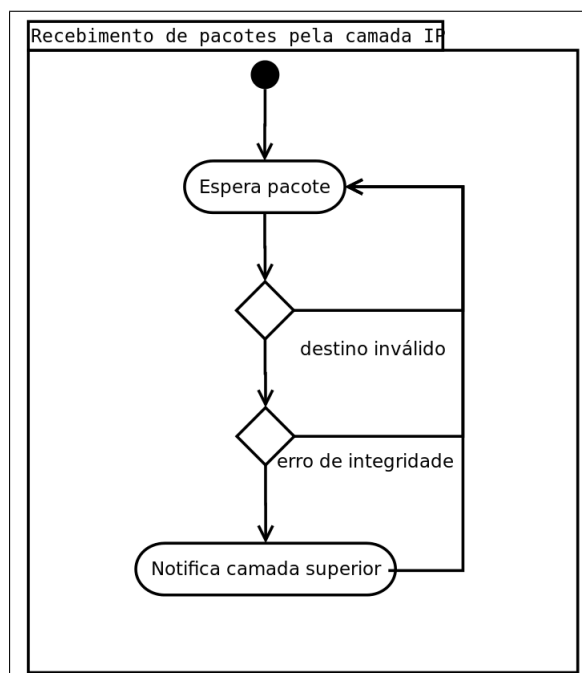 Recebimento de pacotes pela camada IP
Espera pacote
destino inválido
erro de integridade
Notifica camada superior